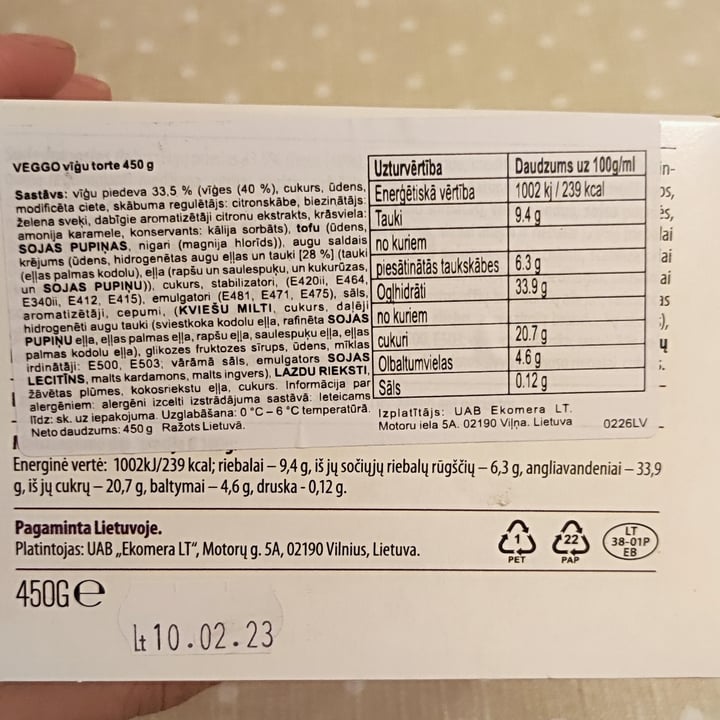 VEGGO vīģu torte 450 g
Sastāvs: vīģu piedeva 33,5 % (vīģes (40 %), cukurs, ūdens,
modificēta ciete, skābuma regulētājs: citronskābe, biezinātājs:
želena sveķi, dabīgie aromatizētāji citronu ekstrakts, krāsviela:
amonija karamele, konservants: kālija sorbāts), tofu (ūdens,
SOJAS PUPIŅAS, nigari (magnija hlorīds)), augu saldais
krējums (ūdens, hidrogenētas augu eļļas un tauki [28 %] (tauki
(eļļas palmas kodolu), eļļa (rapšu un saulespuķu, un kukurūzas,
un SOJAS PUPIŅU)), cukurs, stabilizatori, (E420ii, E464,
E340ii, E412, E415), emulgatori (E481, E471, E475), sāls,
aromatizētāji, cepumi, (KVIEŠU MILTI, cukurs, daļēji
hidrogenēti augu tauki (sviestkoka kodolu eļļa, rafinēta SOJAS
PUPIŅU eļļa, eļļas palmas eļļa, rapšu eļļa, saulespuķu eļļa, eļļas
palmas kodolu eļļa), glikozes fruktozes sīrups, ūdens, mīklas
irdinātāji: E500, E503; vārāmā sāls, emulgators SOJAS
LECITĪNS, malts kardamons, malts ingvers), LAZDU RIEKSTI,
žāvētas plūmes, kokosriekstu eļļa, cukurs. Informācija par
alergēniem: alergēni izcelti izstrādājuma sastāvā. Ieteicams
līdz: sk. uz iepakojuma. Uzglabāšana: 0 °C – 6 °C temperatūrā.
Neto daudzums: 450 g Ražots Lietuvā.
Uzturvērtība Daudzums uz 100g/ml
Enerģētiskā vērtība 1002 kj / 239 kcal
Tauki 9.4 g
no kuriem
piesātinātās taukskābes 6.3 g
Ogļhidrāti 33.9 g
no kuriem
cukuri 20.7 g
Olbaltumvielas 4.6 g
Sāls 0.12 g
Izplatītājs: UAB Ekomera LT.
Motoru iela 5A. 02190 Viļņa. Lietuva 0226LV
Energinė vertė: 1002kJ/239 kcal; riebalai – 9,4 g, iš jų sočiųjų riebalų rūgščių – 6,3 g, angliavandeniai – 33,9
g, iš jų cukrų – 20,7 g, baltymai – 4,6 g, druska - 0,12 g.
Pagaminta Lietuvoje.
Platintojas: UAB „Ekomera LT“, Motorų g. 5A, 02190 Vilnius, Lietuva.
1
PET
22
PAP
LT
38-01P
EB
450G e
Lt 10.02.23